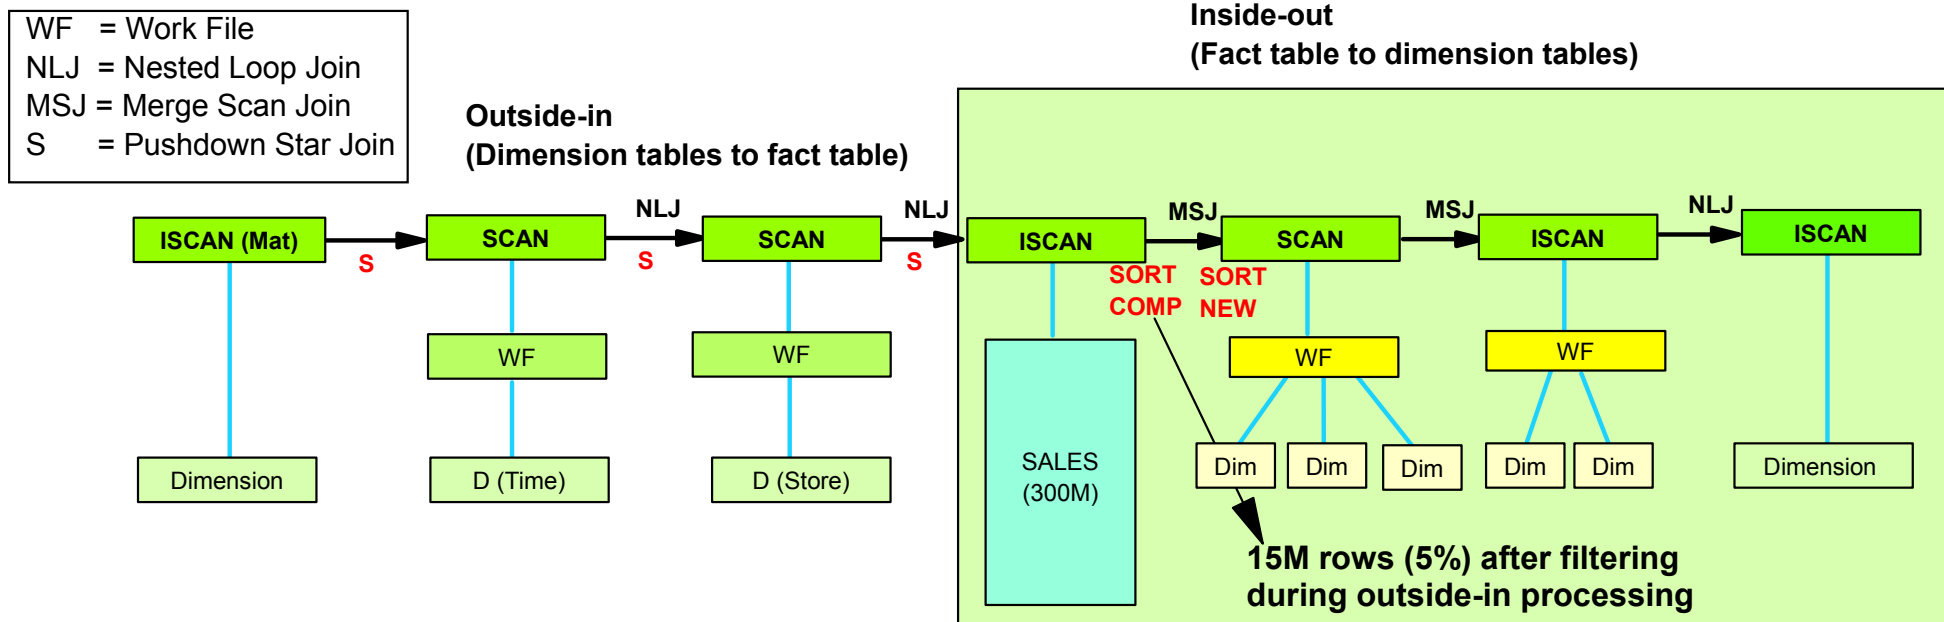 WF = Work File
NLJ = Nested Loop Join
MSJ = Merge Scan Join
S = Pushdown Star Join
Outside-in
(Dimension tables to fact table)
Inside-out
(Fact table to dimension tables)
NLJ
NLJ
MSJ
MSJ
NLJ
ISCAN (Mat)
SCAN
SCAN
ISCAN
SCAN
ISCAN
ISCAN
S
S
S
SORT
COMP
SORT
NEW
WF
WF
WF
WF
Dimension
D (Time)
D (Store)
SALES
(300M)
Dim
Dim
Dim
Dim
Dim
Dimension
15M rows (5%) after filtering
during outside-in processing